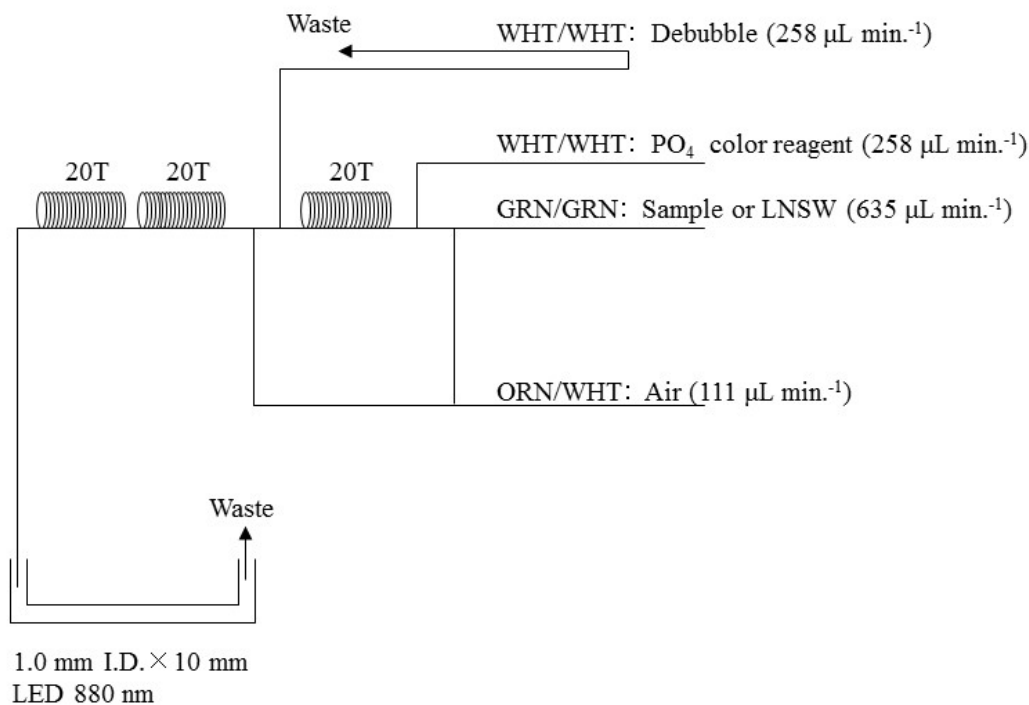 Waste
WHT/WHT: Debubble (258 μL min.⁻¹)
WHT/WHT: PO₄ color reagent (258 μL min.⁻¹)
20T 20T 20T
GRN/GRN: Sample or LNSW (635 μL min.⁻¹)
ORN/WHT: Air (111 μL min.⁻¹)
Waste
1.0 mm I.D.×10 mm
LED 880 nm